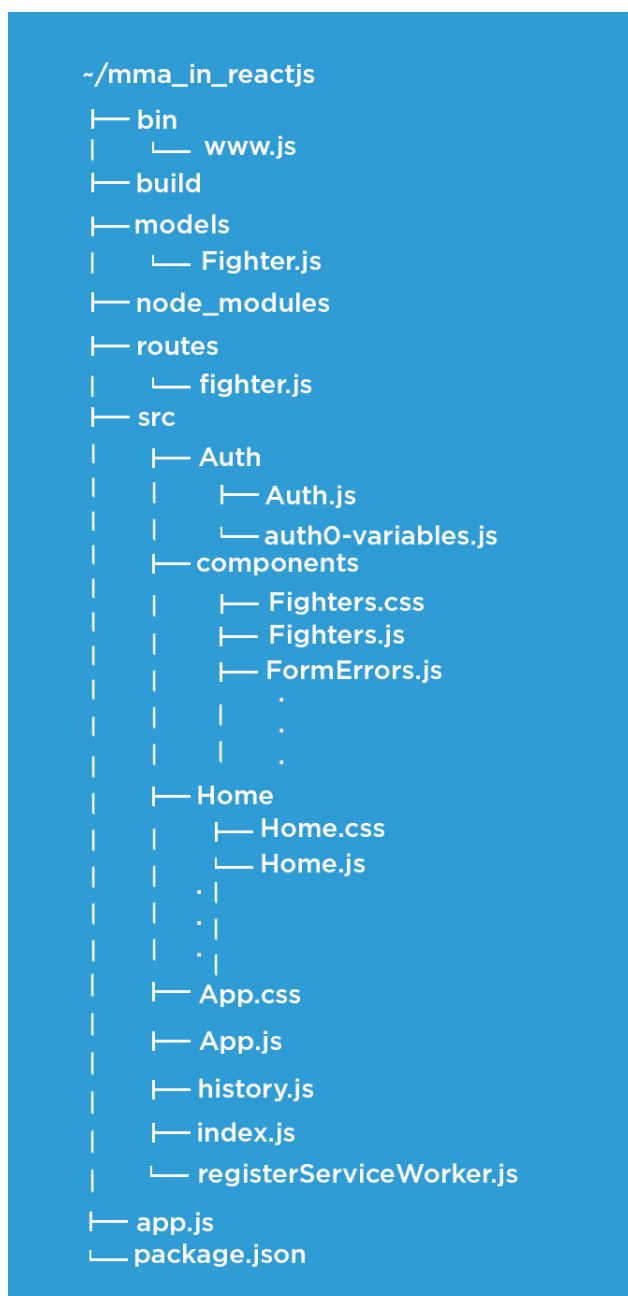 ~/mma_in_reactjs
├── bin
|     └── www.js
├── build
├── models
|     └── Fighter.js
├── node_modules
├── routes
|     └── fighter.js
├── src
|     ├── Auth
|     |     ├── Auth.js
|     |     └── auth0-variables.js
|     ├── components
|     |     ├── Fighters.css
|     |     ├── Fighters.js
|     |     ├── FormErrors.js
|     |     |     .
|     |     |     .
|     |     |     .
|     ├── Home
|     |     ├── Home.css
|     |     └── Home.js
|     |   . |
|     |   . |
|     |   . |
|     ├── App.css
|     ├── App.js
|     ├── history.js
|     ├── index.js
|     └── registerServiceWorker.js
├── app.js
└── package.json